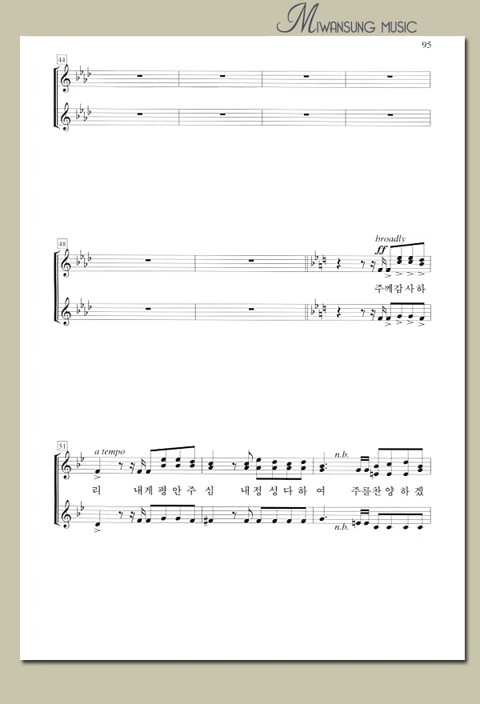 MIWANSUNG MUSIC
95
44
48
broadly
ff
주께감사하
51
a tempo
n.b.
리 내게 평안주 심 내정성다하 여 주를찬양하겠
n.b.